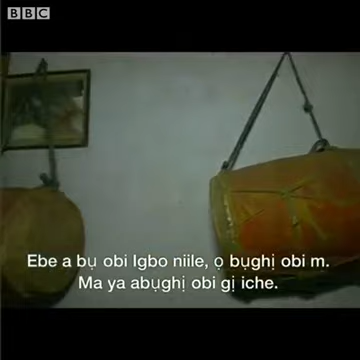 BBC
Ebe a bụ obi Igbo niile, ọ bụghị obi m.
Ma ya abụghị obi gị iche.